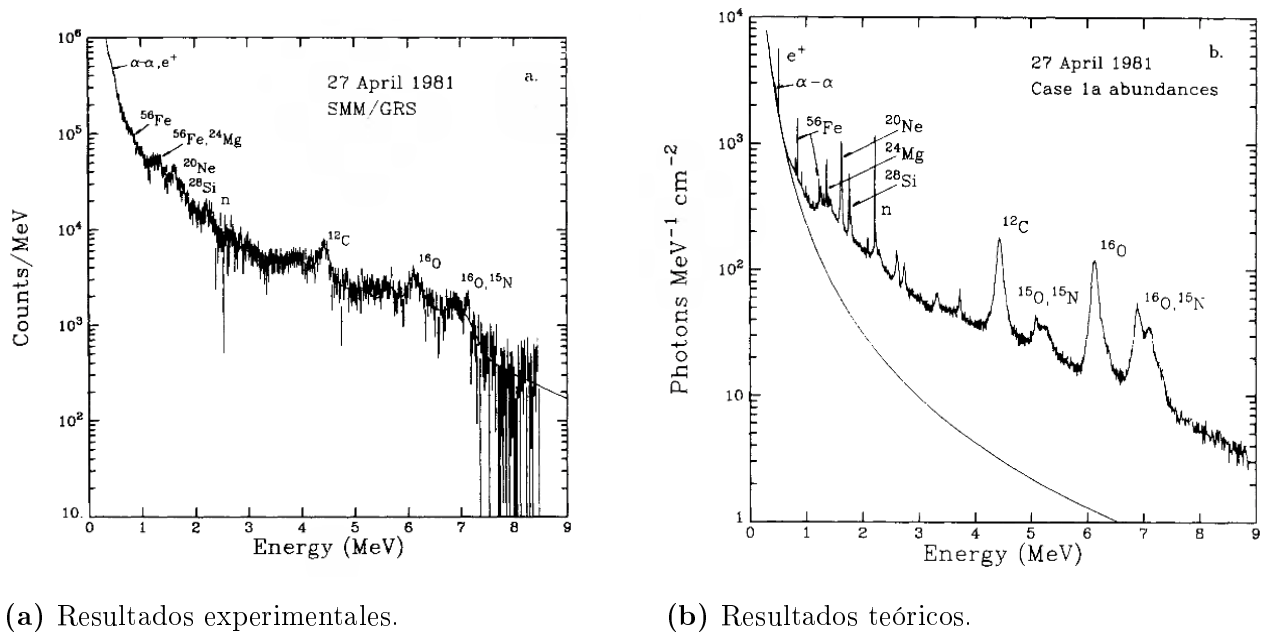 10⁶
10⁵
10⁴
10³
10²
10.
Counts/MeV
a.
27 April 1981
SMM/GRS
α-α, e⁺
⁵⁶Fe
⁵⁶Fe, ²⁴Mg
²⁰Ne
²⁸Si
n
¹²C
¹⁶O
¹⁶O, ¹⁵N
0 1 2 3 4 5 6 7 8 9
Energy (MeV)
(a) Resultados experimentales.
10⁴
10³
10²
10
1
Photons MeV⁻¹ cm⁻²
b.
27 April 1981
Case 1a abundances
e⁺
α-α
⁵⁶Fe
²⁰Ne
²⁴Mg
²⁸Si
n
¹²C
¹⁵O, ¹⁵N
¹⁶O
¹⁶O, ¹⁵N
0 1 2 3 4 5 6 7 8 9
Energy (MeV)
(b) Resultados teóricos.